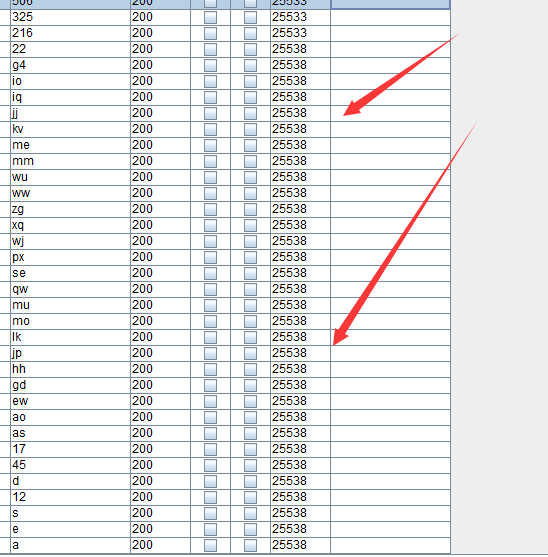 506 200 25533
325 200 25533
216 200 25533
22 200 25538
g4 200 25538
io 200 25538
iq 200 25538
jj 200 25538
kv 200 25538
me 200 25538
mm 200 25538
wu 200 25538
ww 200 25538
zg 200 25538
xq 200 25538
wj 200 25538
px 200 25538
se 200 25538
qw 200 25538
mu 200 25538
mo 200 25538
lk 200 25538
jp 200 25538
hh 200 25538
gd 200 25538
ew 200 25538
ao 200 25538
as 200 25538
17 200 25538
45 200 25538
d 200 25538
12 200 25538
s 200 25538
e 200 25538
a 200 25538